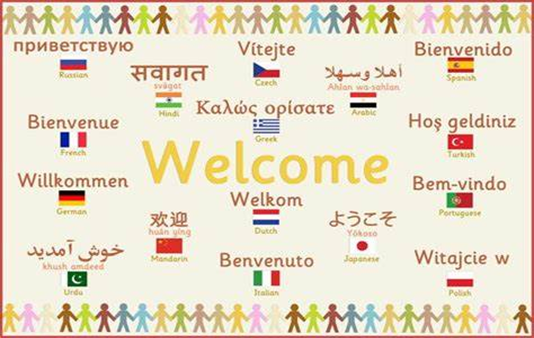 приветствую
Russian
Vítejte
Czech
Bienvenido
Spanish
सवागत
svāgat
Hindi
أهلا وسهلا
Ahlan wa-sahlan
Arabic
Καλώς ορίσατε
Greek
Bienvenue
French
Hoş geldiniz
Turkish
Welcome
Willkommen
German
Welkom
Dutch
Bem-vindo
Portuguese
欢迎
huān yíng
Mandarin
ようこそ
Yōkoso
Japanese
خوش آمدید
khush amdeed
Urdu
Benvenuto
Italian
Witajcie w
Polish